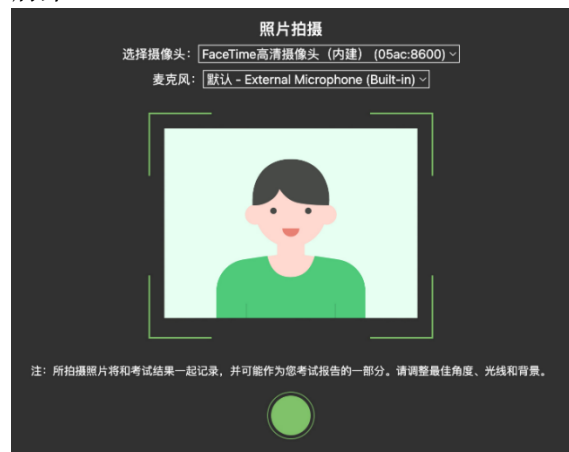 照片拍摄
选择摄像头： FaceTime高清摄像头（内建） (05ac:8600)
麦克风： 默认 - External Microphone (Built-in)
注：所拍摄照片将和考试结果一起记录，并可能作为您考试报告的一部分。请调整最佳角度、光线和背景。